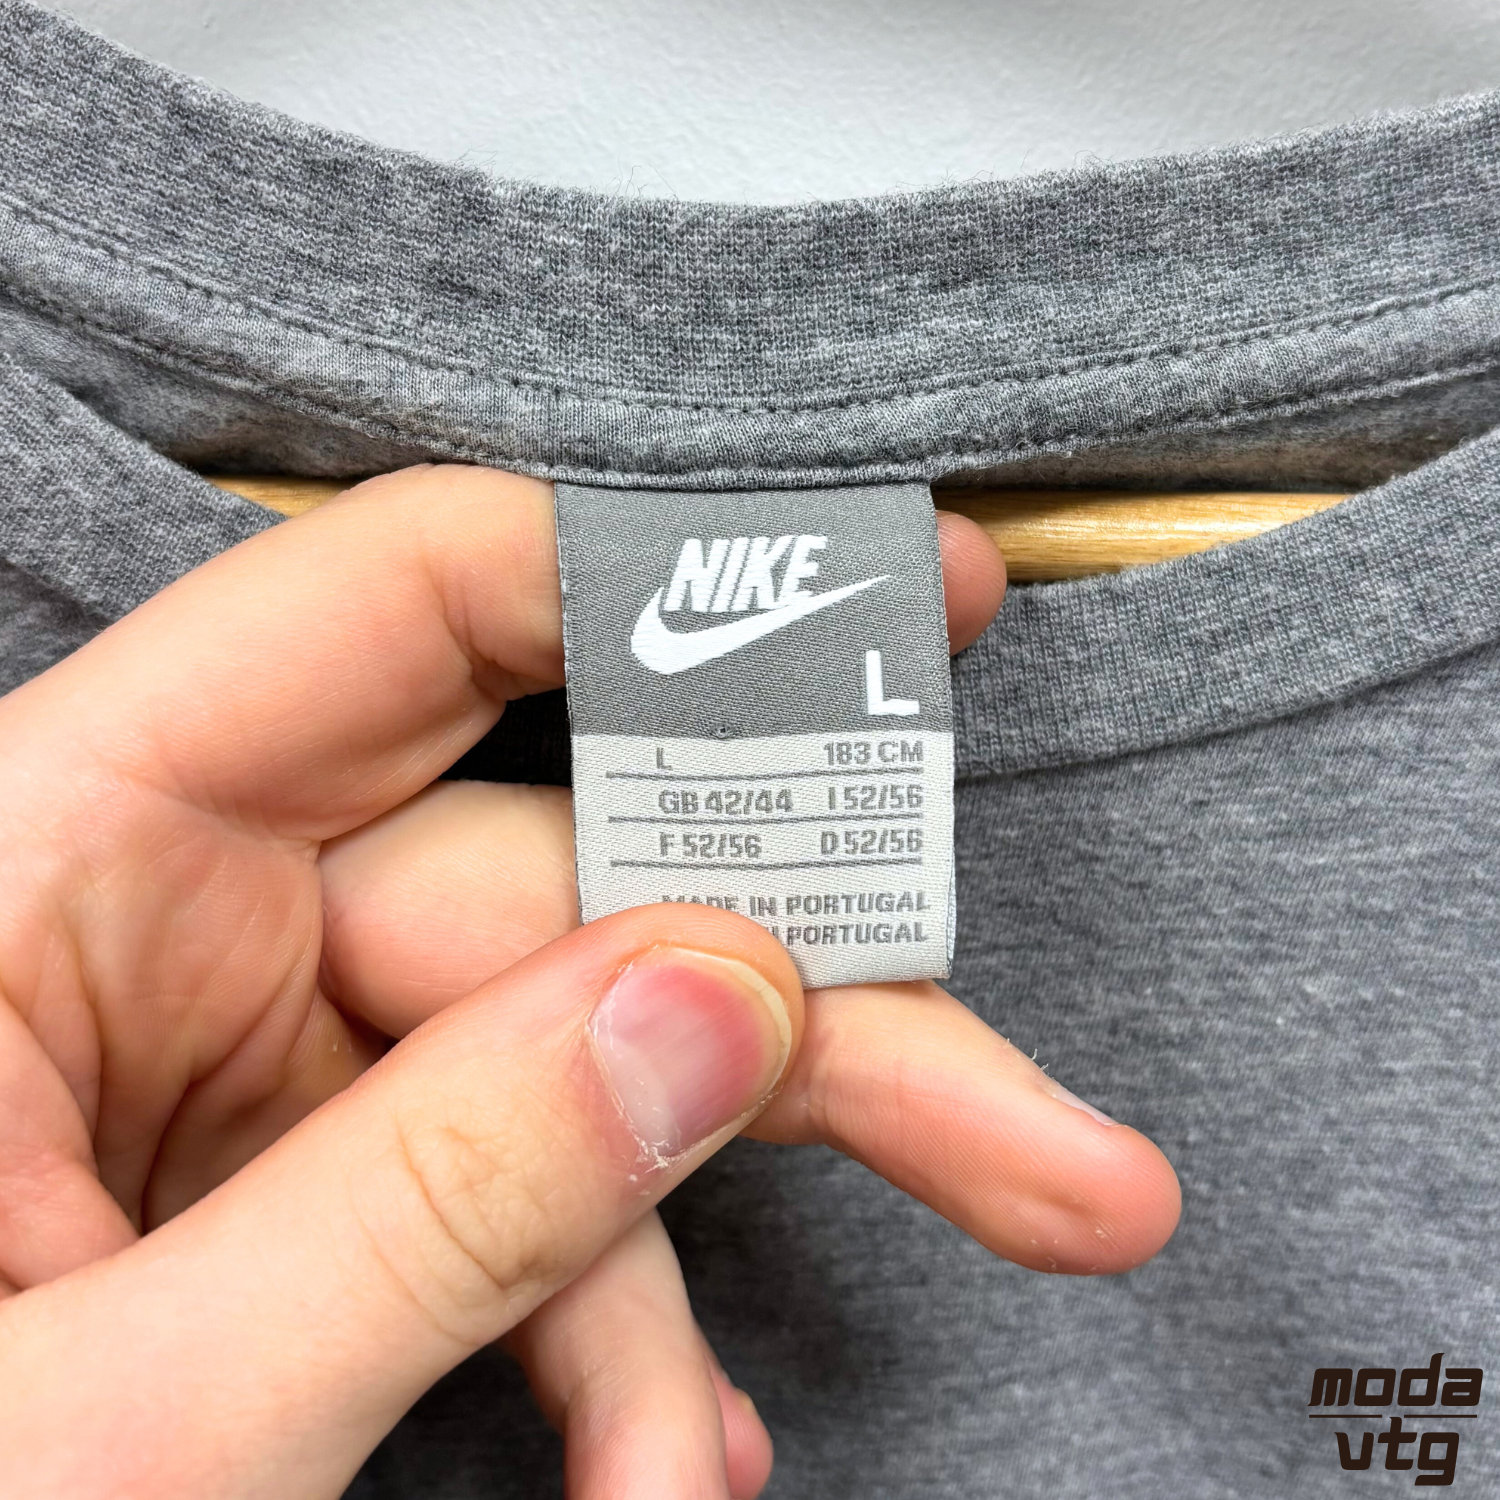 NIKE
L
L 183 CM
GB 42/44 I 52/56
F 52/56 D 52/56
MADE IN PORTUGAL
PORTUGAL
moda
vtg